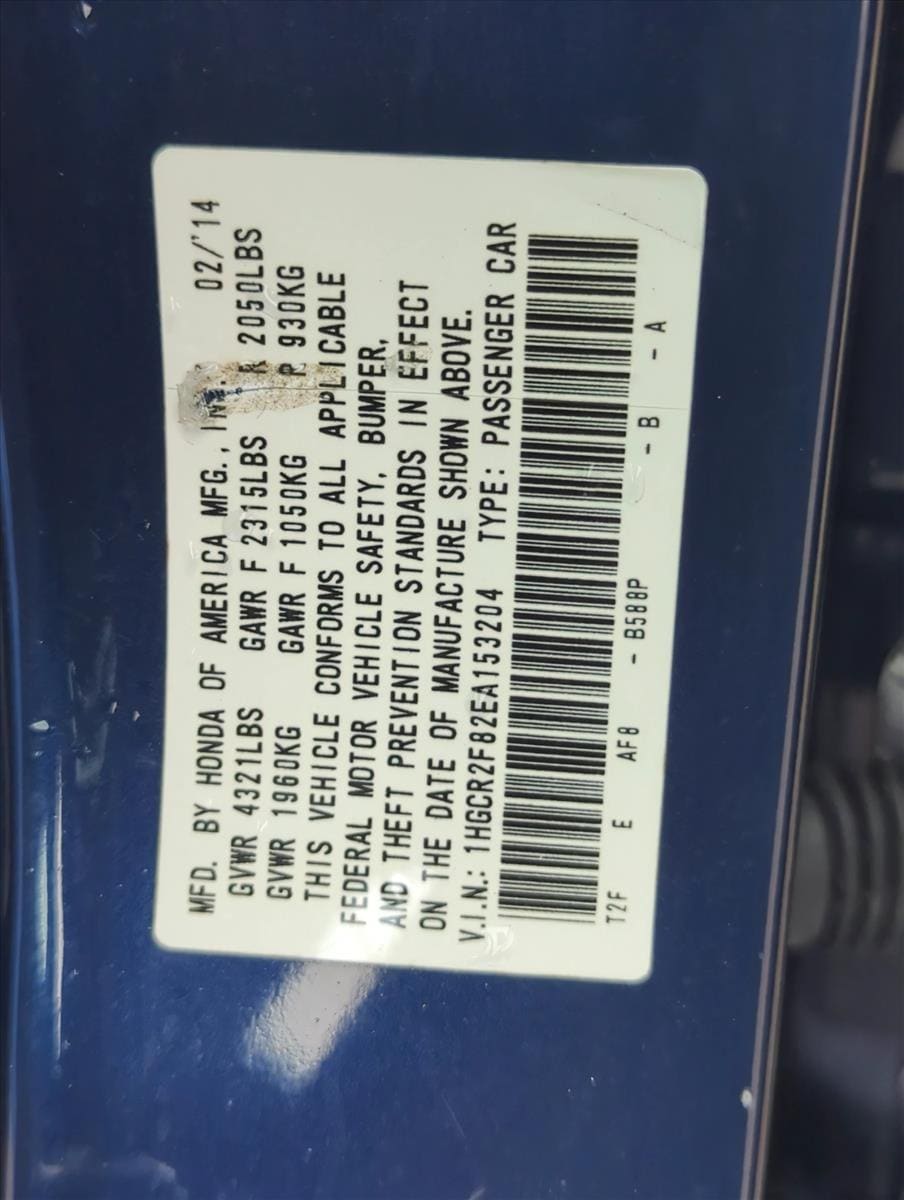 MFD. BY HONDA OF AMERICA MFG., 02/'14
GVWR 4321LBS GAWR F 2315LBS R 2050LBS
GVWR 1960KG GAWR F 1050KG R 930KG
THIS VEHICLE CONFORMS TO ALL APPLICABLE
FEDERAL MOTOR VEHICLE SAFETY, BUMPER,
AND THEFT PREVENTION STANDARDS IN EFFECT
ON THE DATE OF MANUFACTURE SHOWN ABOVE.
V.I.N.: 1HGCR2F82EA153204 TYPE: PASSENGER CAR
T2F E AF8 - B588P - B - A